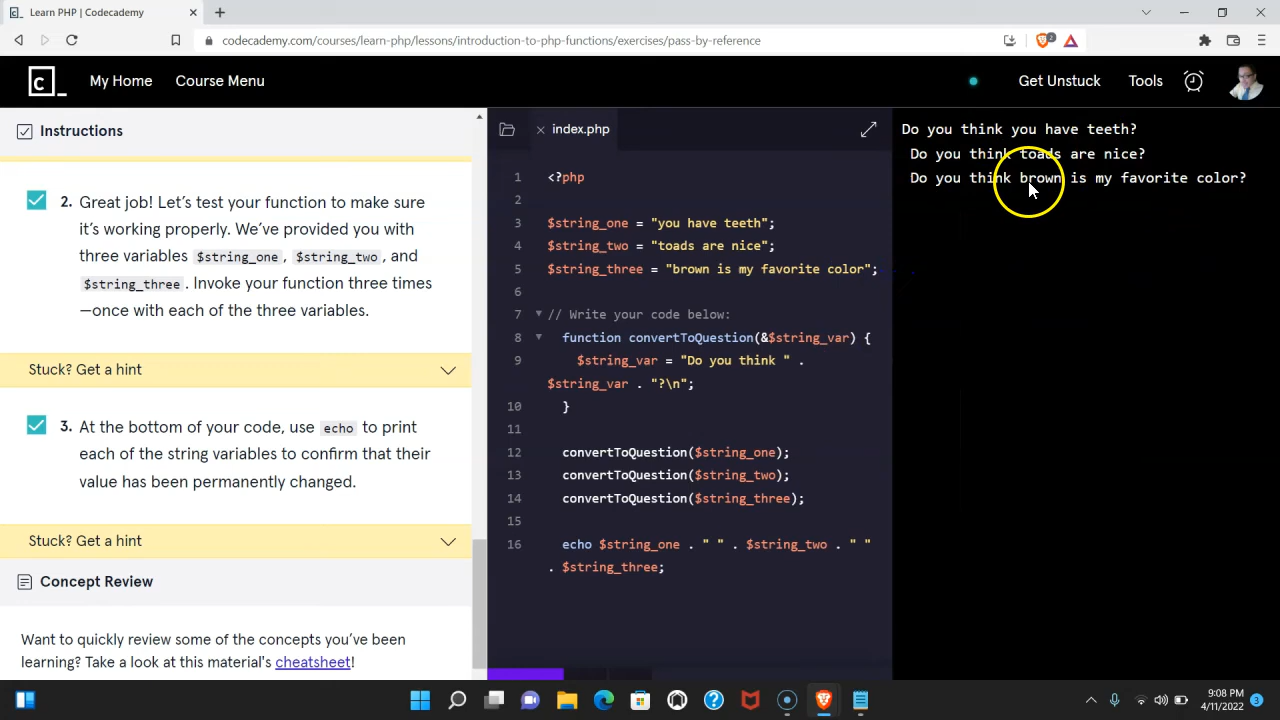 Learn PHP | Codecademy
codecademy.com/courses/learn-php/lessons/introduction-to-php-functions/exercises/pass-by-reference
2
c_
My Home
Course Menu
Get Unstuck
Tools
Instructions
2. Great job! Let's test your function to make sure
it's working properly. We've provided you with
three variables $string_one, $string_two, and
$string_three. Invoke your function three times
—once with each of the three variables.
Stuck? Get a hint
3. At the bottom of your code, use echo to print
each of the string variables to confirm that their
value has been permanently changed.
Stuck? Get a hint
Concept Review
Want to quickly review some of the concepts you've been
learning? Take a look at this material's cheatsheet!
index.php
1 <?php
2
3 $string_one = "you have teeth";
4 $string_two = "toads are nice";
5 $string_three = "brown is my favorite color";
6
7 // Write your code below:
8 function convertToQuestion(&$string_var) {
9 $string_var = "Do you think " .
$string_var . "?\n";
10 }
11
12 convertToQuestion($string_one);
13 convertToQuestion($string_two);
14 convertToQuestion($string_three);
15
16 echo $string_one . " " . $string_two . " "
. $string_three;
Do you think you have teeth?
Do you think toads are nice?
Do you think brown is my favorite color?
9:08 PM
4/11/2022
3